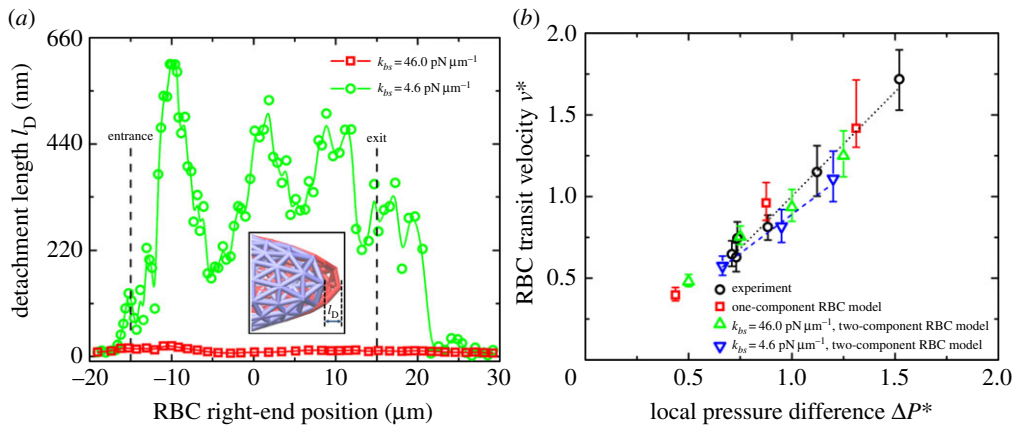 (a)
660
440
220
0
detachment length l_D (nm)
k_bs = 46.0 pN µm⁻¹
k_bs = 4.6 pN µm⁻¹
entrance
exit
l_D
−20
−10
0
10
20
30
RBC right-end position (µm)
(b)
2.0
1.5
1.0
0.5
0
RBC transit velocity v*
experiment
one-component RBC model
k_bs = 46.0 pN µm⁻¹, two-component RBC model
k_bs = 4.6 pN µm⁻¹, two-component RBC model
0.5
1.0
1.5
2.0
local pressure difference ΔP*